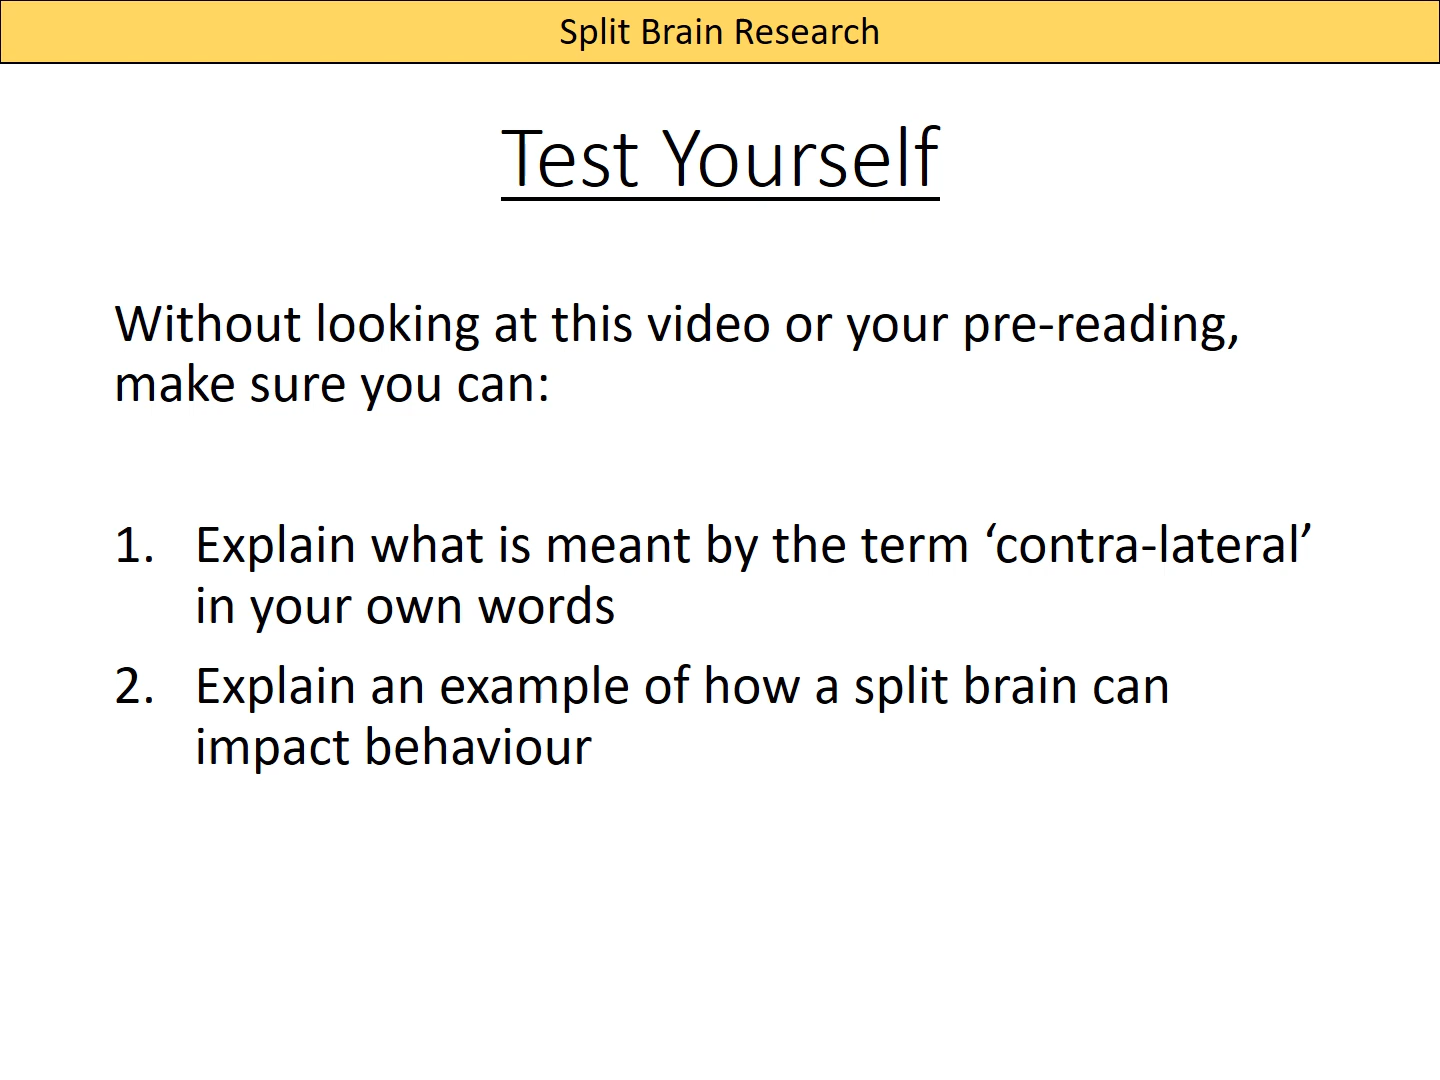 Split Brain Research
Test Yourself
Without looking at this video or your pre-reading,
make sure you can:
1. Explain what is meant by the term ‘contra-lateral’
in your own words
2. Explain an example of how a split brain can
impact behaviour